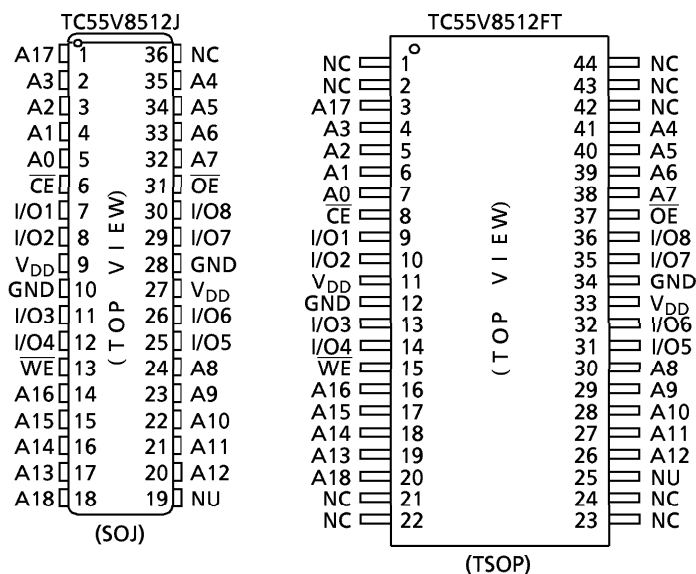 TC55V8512J
A17 1 36 NC
A3 2 35 A4
A2 3 34 A5
A1 4 33 A6
A0 5 32 A7
CE 6 31 OE
I/O1 7 30 I/O8
I/O2 8 29 I/O7
VDD 9 28 GND
GND 10 27 VDD
I/O3 11 26 I/O6
I/O4 12 25 I/O5
WE 13 24 A8
A16 14 23 A9
A15 15 22 A10
A14 16 21 A11
A13 17 20 A12
A18 18 19 NU
(TOP VIEW)
(SOJ)
TC55V8512FT
NC 1 44 NC
NC 2 43 NC
A17 3 42 NC
A3 4 41 A4
A2 5 40 A5
A1 6 39 A6
A0 7 38 A7
CE 8 37 OE
I/O1 9 36 I/O8
I/O2 10 35 I/O7
VDD 11 34 GND
GND 12 33 VDD
I/O3 13 32 I/O6
I/O4 14 31 I/O5
WE 15 30 A8
A16 16 29 A9
A15 17 28 A10
A14 18 27 A11
A13 19 26 A12
A18 20 25 NU
NC 21 24 NC
NC 22 23 NC
(TOP VIEW)
(TSOP)